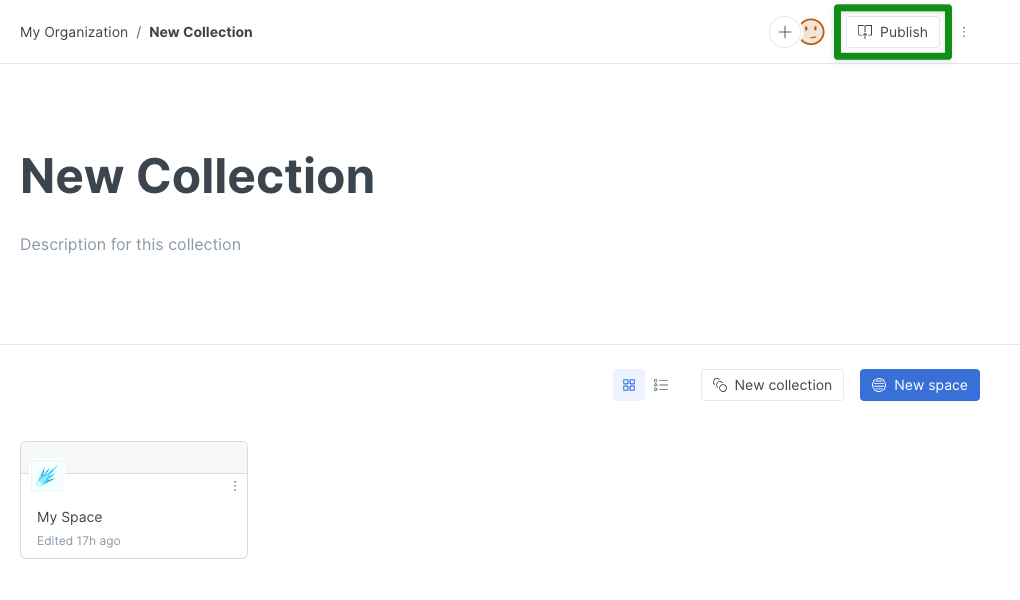 My Organization / New Collection
Publish
New Collection
Description for this collection
New collection
New space
My Space
Edited 17h ago